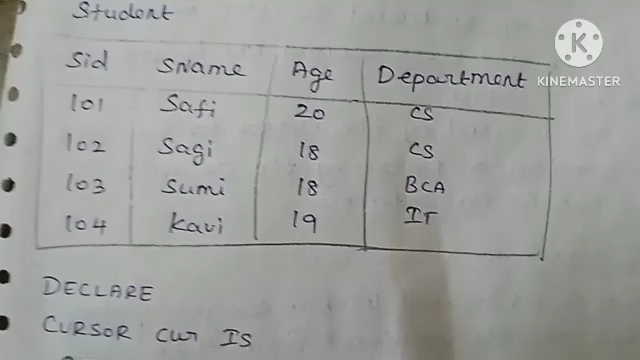 Student
Sid Sname Age Department
101 Safi 20 CS
102 Sagi 18 CS
103 Sumi 18 BCA
104 Kavi 19 IT
DECLARE
CURSOR cur IS
K
KINEMASTER